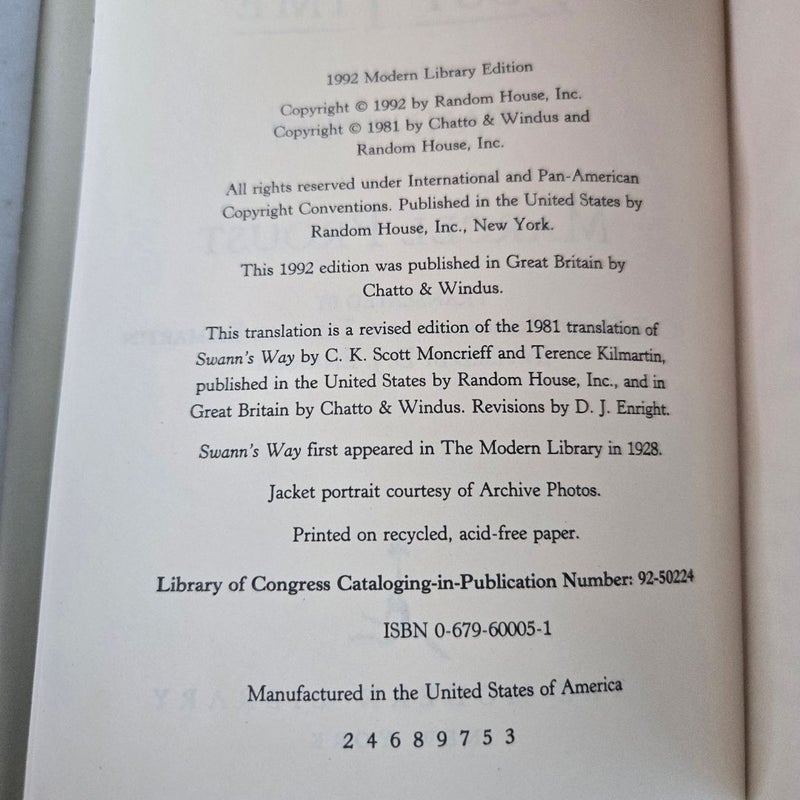 1992 Modern Library Edition
Copyright © 1992 by Random House, Inc.
Copyright © 1981 by Chatto & Windus and
Random House, Inc.
All rights reserved under International and Pan-American
Copyright Conventions. Published in the United States by
Random House, Inc., New York.
This 1992 edition was published in Great Britain by
Chatto & Windus.
This translation is a revised edition of the 1981 translation of
Swann's Way by C. K. Scott Moncrieff and Terence Kilmartin,
published in the United States by Random House, Inc., and in
Great Britain by Chatto & Windus. Revisions by D. J. Enright.
Swann's Way first appeared in The Modern Library in 1928.
Jacket portrait courtesy of Archive Photos.
Printed on recycled, acid-free paper.
Library of Congress Cataloging-in-Publication Number: 92-50224
ISBN 0-679-60005-1
Manufactured in the United States of America
2 4 6 8 9 7 5 3